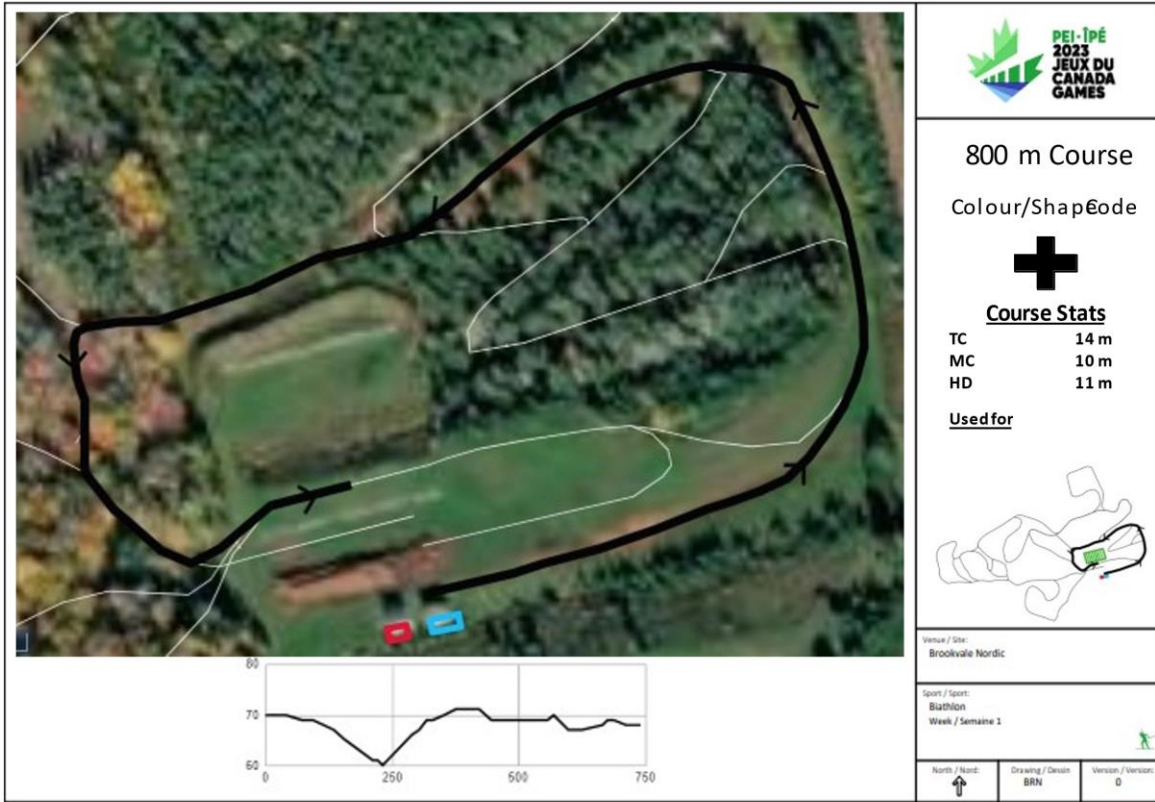 PEI·ÎPÉ
2023
JEUX DU
CANADA
GAMES
800 m Course
Colour/ShapeCode
Course Stats
TC 14 m
MC 10 m
HD 11 m
Used for
80
70
60
0 250 500 750
Venue / Site:
Brookvale Nordic
Sport / Sport:
Biathlon
Week / Semaine 1
North / Nord:
Drawing / Dessin
BRN
Version / Version:
0